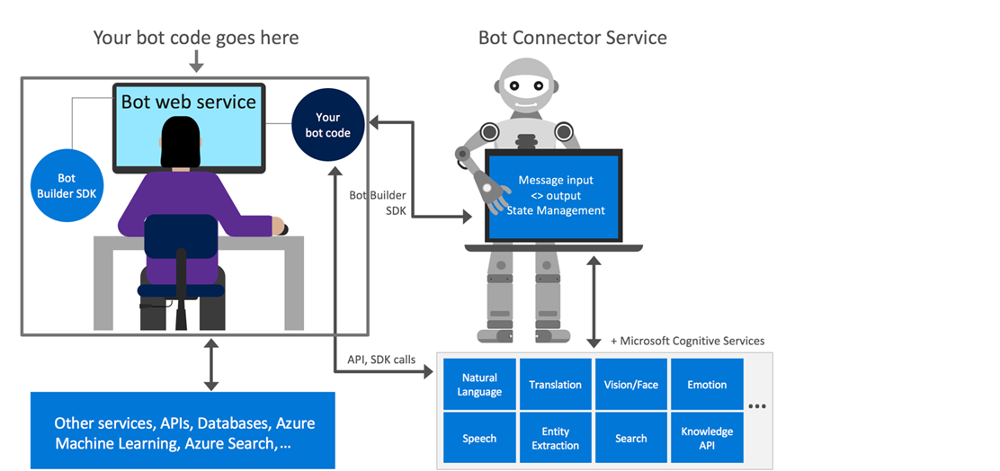 Your bot code goes here
Bot Connector Service
Bot web service
Your
bot code
Bot
Builder SDK
Message input
<> output
State Management
Bot Builder
SDK
+ Microsoft Cognitive Services
API, SDK calls
Natural
Language
Translation
Vision/Face
Emotion
...
Speech
Entity
Extraction
Search
Knowledge
API
Other services, APIs, Databases, Azure
Machine Learning, Azure Search,...